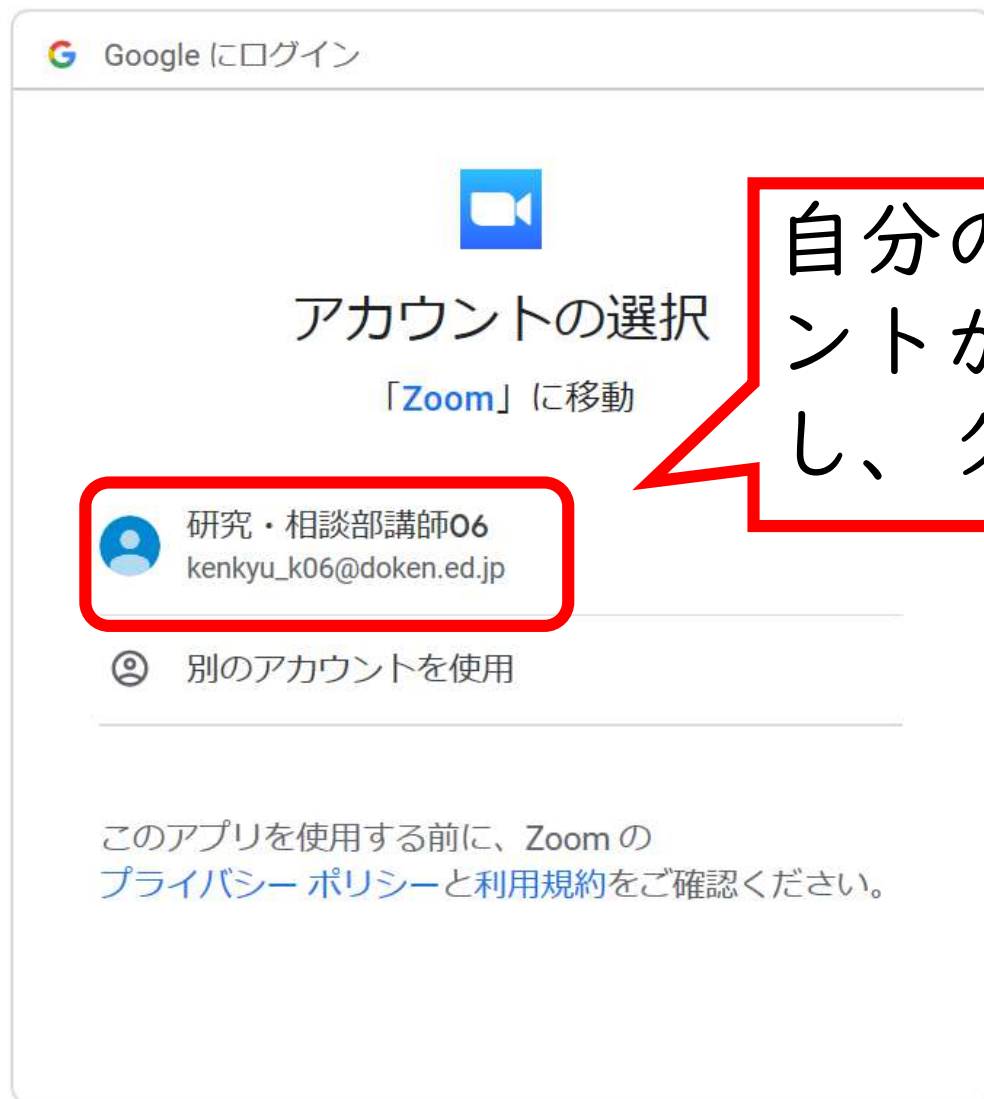 Google にログイン
アカウントの選択
「Zoom」に移動
自分の
ントが
し、ク
研究・相談部講師06
kenkyu_k06@doken.ed.jp
別のアカウントを使用
このアプリを使用する前に、Zoom の
プライバシー ポリシーと利用規約をご確認ください。